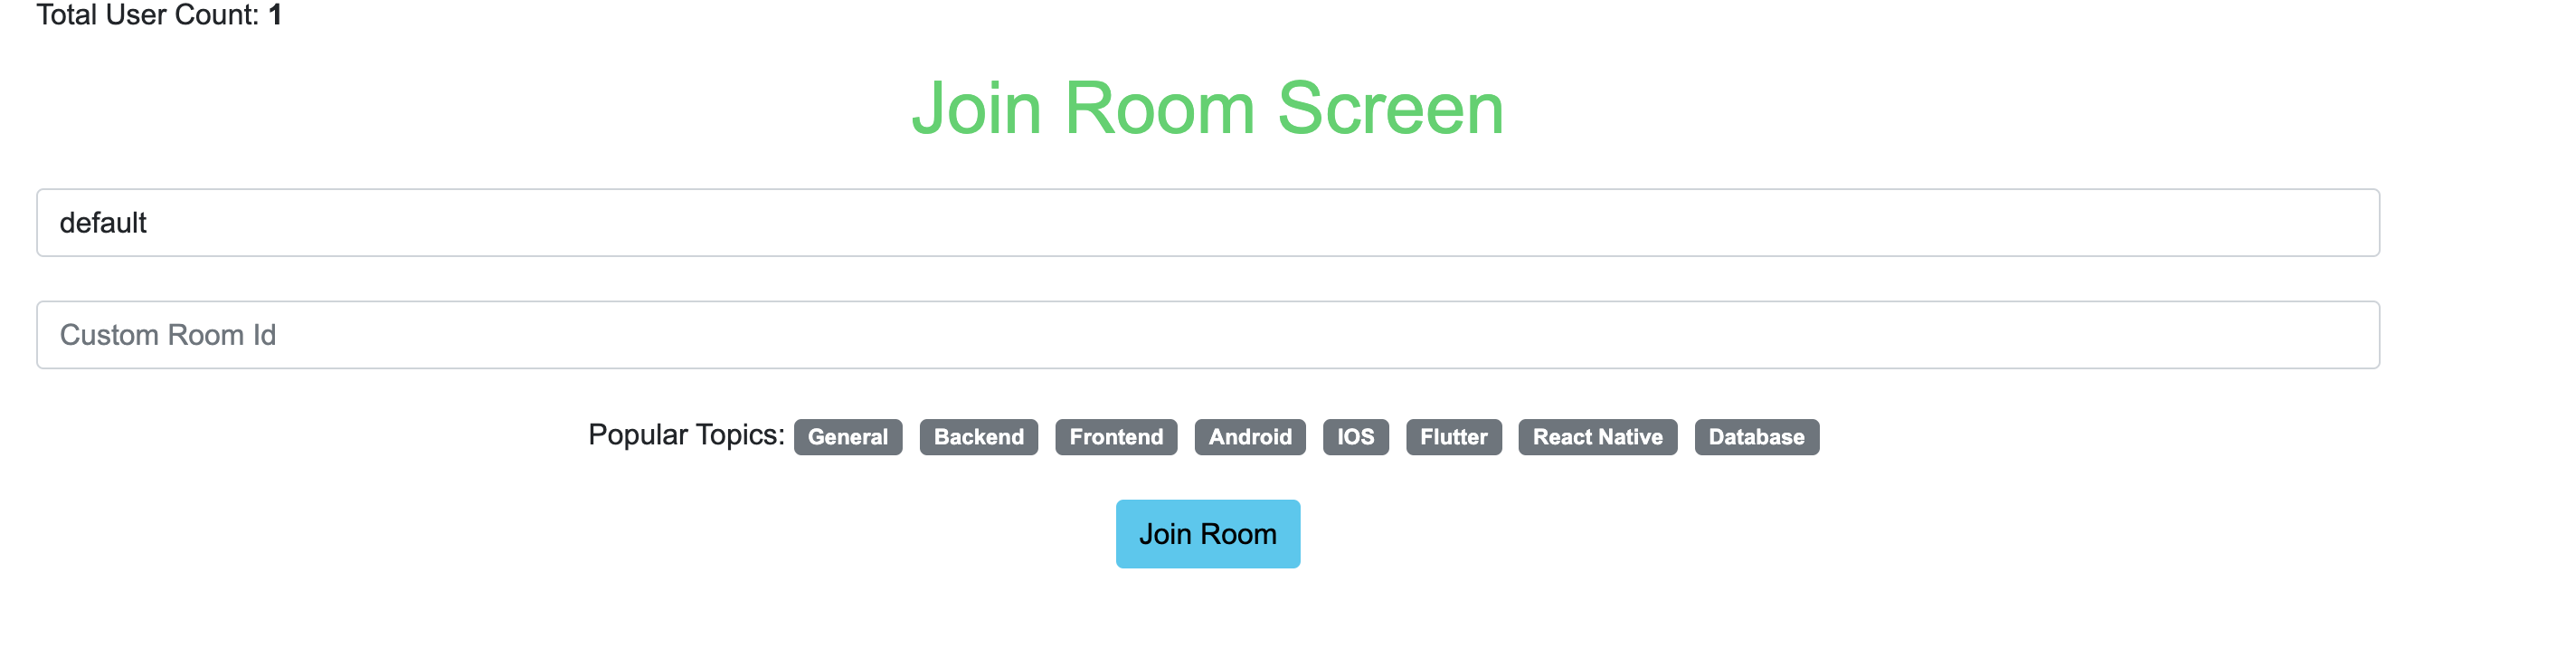 Total User Count: 1
Join Room Screen
default
Custom Room Id
Popular Topics: General Backend Frontend Android IOS Flutter React Native Database
Join Room